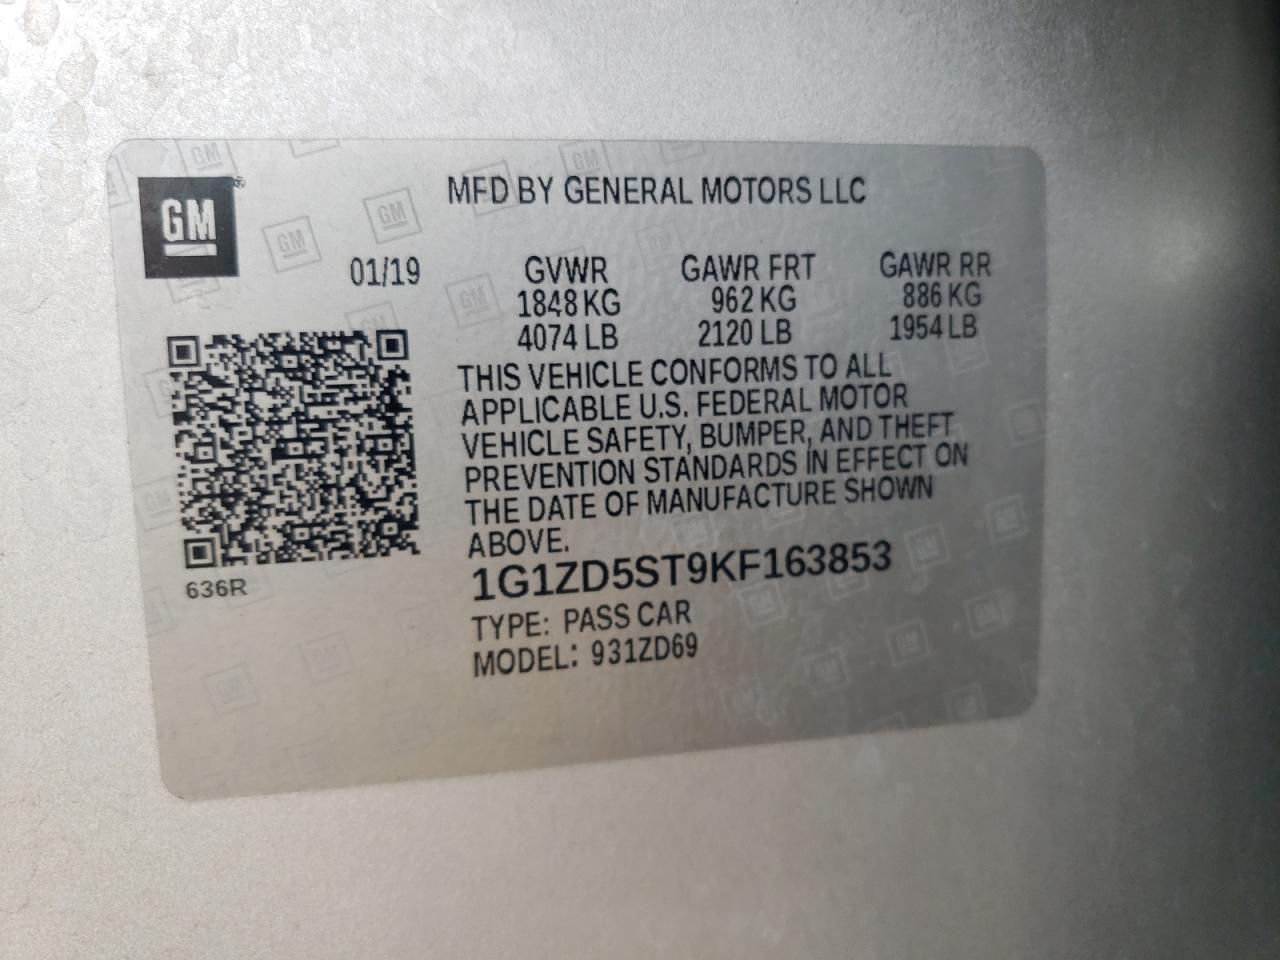 GM®
MFD BY GENERAL MOTORS LLC
01/19 GVWR GAWR FRT GAWR RR
1848 KG 962 KG 886 KG
4074 LB 2120 LB 1954 LB
THIS VEHICLE CONFORMS TO ALL
APPLICABLE U.S. FEDERAL MOTOR
VEHICLE SAFETY, BUMPER, AND THEFT
PREVENTION STANDARDS IN EFFECT ON
THE DATE OF MANUFACTURE SHOWN
ABOVE.
1G1ZD5ST9KF163853
636R
TYPE: PASS CAR
MODEL: 931ZD69